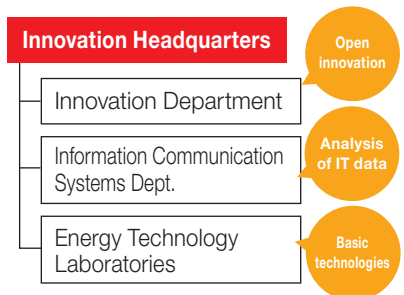 Innovation Headquarters
Open
innovation
Innovation Department
Information Communication
Systems Dept.
Analysis
of IT data
Energy Technology
Laboratories
Basic
technologies